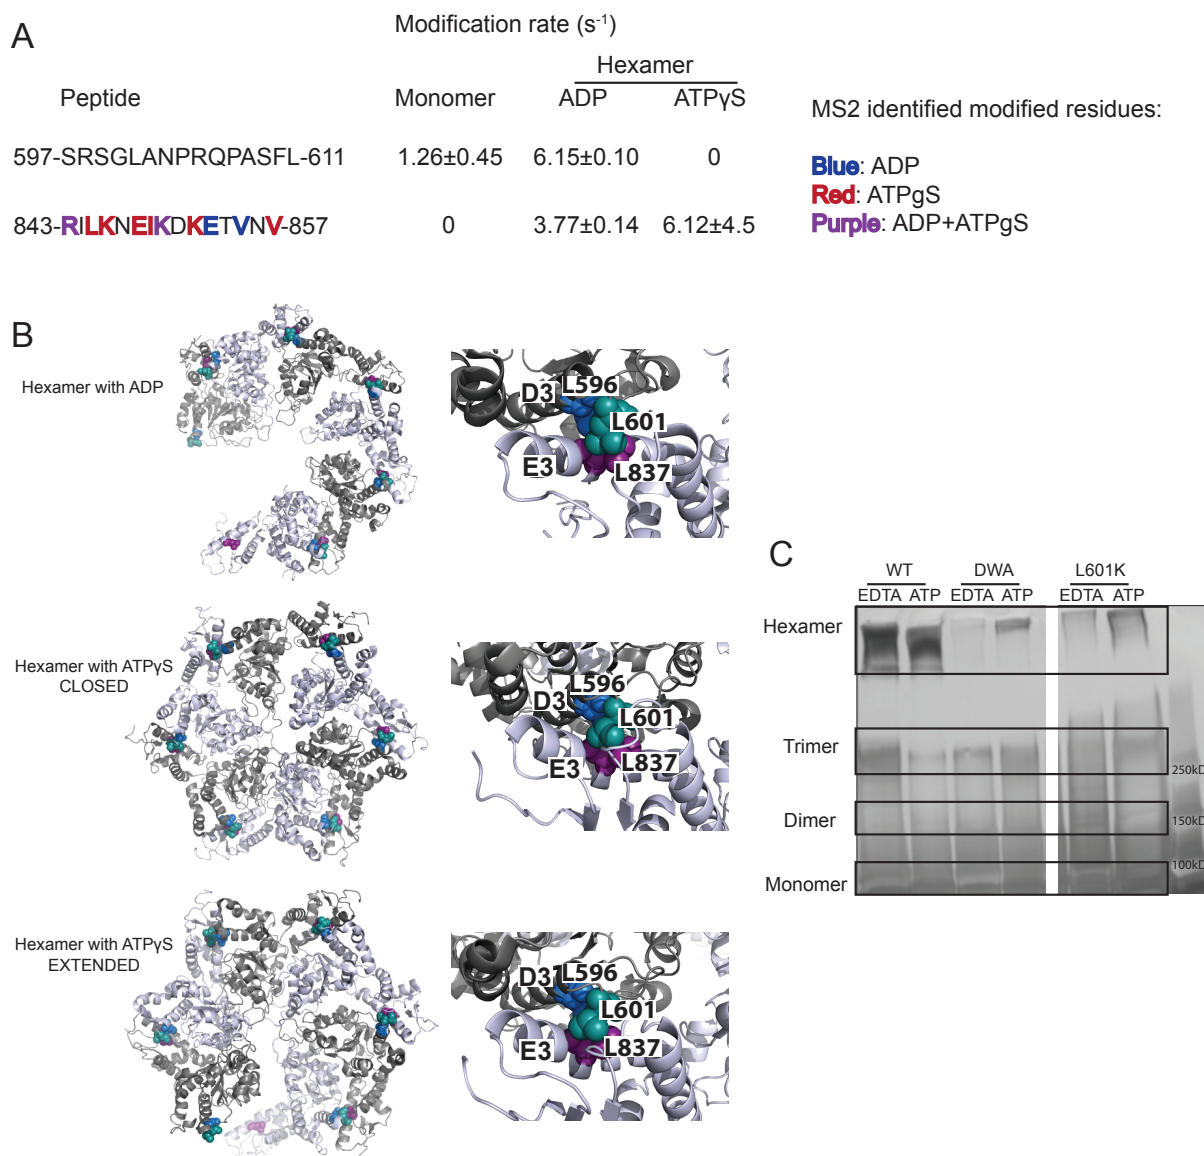 A
Modification rate (s-1)
Hexamer
Peptide Monomer ADP ATPγS
597-SRSGLANPRQPASFL-611 1.26±0.45 6.15±0.10 0
843-RILKNEIKDKETVNV-857 0 3.77±0.14 6.12±4.5
MS2 identified modified residues:
Blue: ADP
Red: ATPgS
Purple: ADP+ATPgS
B
Hexamer with ADP
D3 L596
L601
E3 L837
Hexamer with ATPγS
CLOSED
D3 L596
L601
E3 L837
Hexamer with ATPγS
EXTENDED
D3 L596
L601
E3 L837
C
WT DWA L601K
EDTA ATP EDTA ATP EDTA ATP
Hexamer
Trimer
250kD
Dimer
150kD
100kD
Monomer